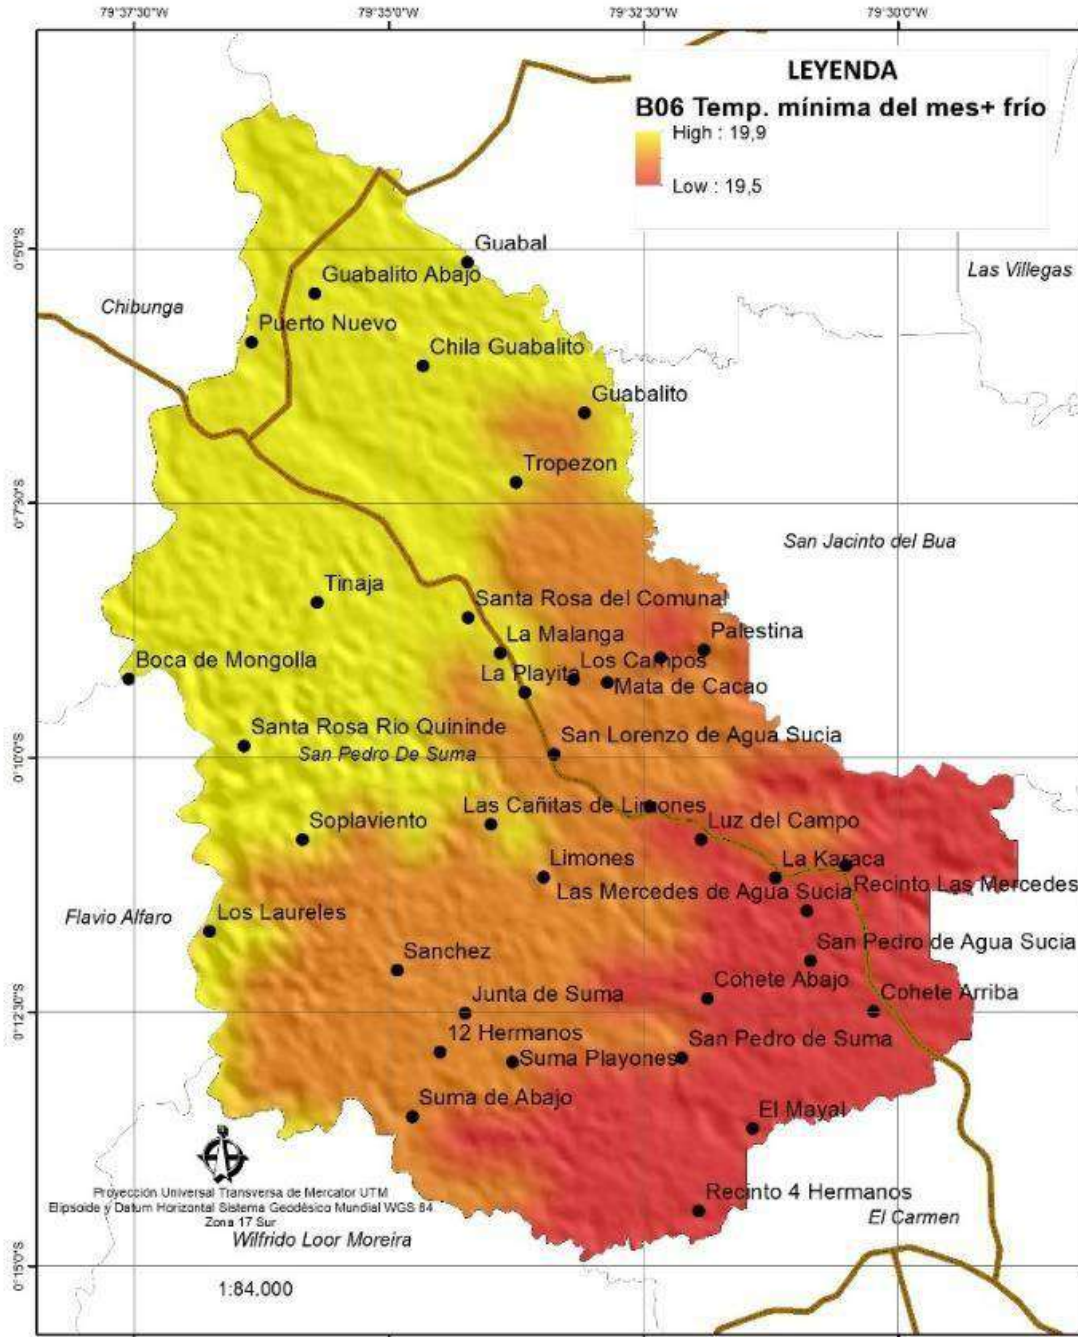 79°37'30"W 79°35'0"W 79°32'30"W 79°30'0"W
LEYENDA
B06 Temp. mínima del mes+ frío
High : 19,9
Low : 19,5
0°5'0"S
Guabal
Las Villegas
Guabalito Abajo
Chibunga
Puerto Nuevo
Chila Guabalito
Guabalito
Tropezon
0°7'30"S
San Jacinto del Bua
Tinaja
Santa Rosa del Comunal
La Malanga
Palestina
Boca de Mongolla
Los Campos
La Playita
Mata de Cacao
Santa Rosa Rio Quininde
San Lorenzo de Agua Sucia
San Pedro De Suma
0°10'0"S
Las Cañitas de Limones
Soplaviento
Luz del Campo
Limones
La Karaca
Las Mercedes de Agua Sucia
Recinto Las Mercedes
Flavio Alfaro
Los Laureles
San Pedro de Agua Sucia
Sanchez
Cohete Abajo
Junta de Suma
Cohete Arriba
0°12'30"S
12 Hermanos
San Pedro de Suma
Suma Playones
Suma de Abajo
El Mayal
Proyección Universal Transversa de Mercator UTM
Elipsoide y Datum Horizontal Sistema Geodésico Mundial WGS 84
Zona 17 Sur
Recinto 4 Hermanos
El Carmen
Wilfrido Loor Moreira
0°15'0"S
1:84.000